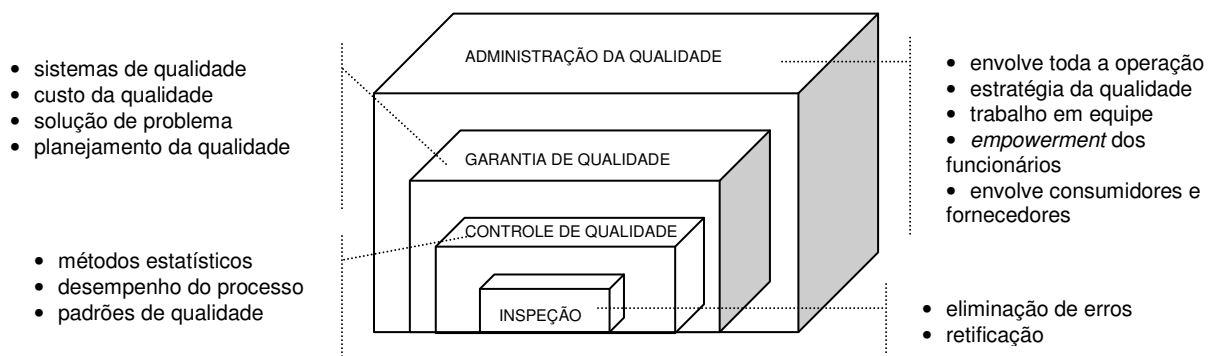 ADMINISTRAÇÃO DA QUALIDADE
• sistemas de qualidade
• custo da qualidade
• solução de problema
• planejamento da qualidade
• envolve toda a operação
• estratégia da qualidade
• trabalho em equipe
• empowerment dos
funcionários
• envolve consumidores e
fornecedores
GARANTIA DE QUALIDADE
CONTROLE DE QUALIDADE
• métodos estatísticos
• desempenho do processo
• padrões de qualidade
INSPEÇÃO
• eliminação de erros
• retificação